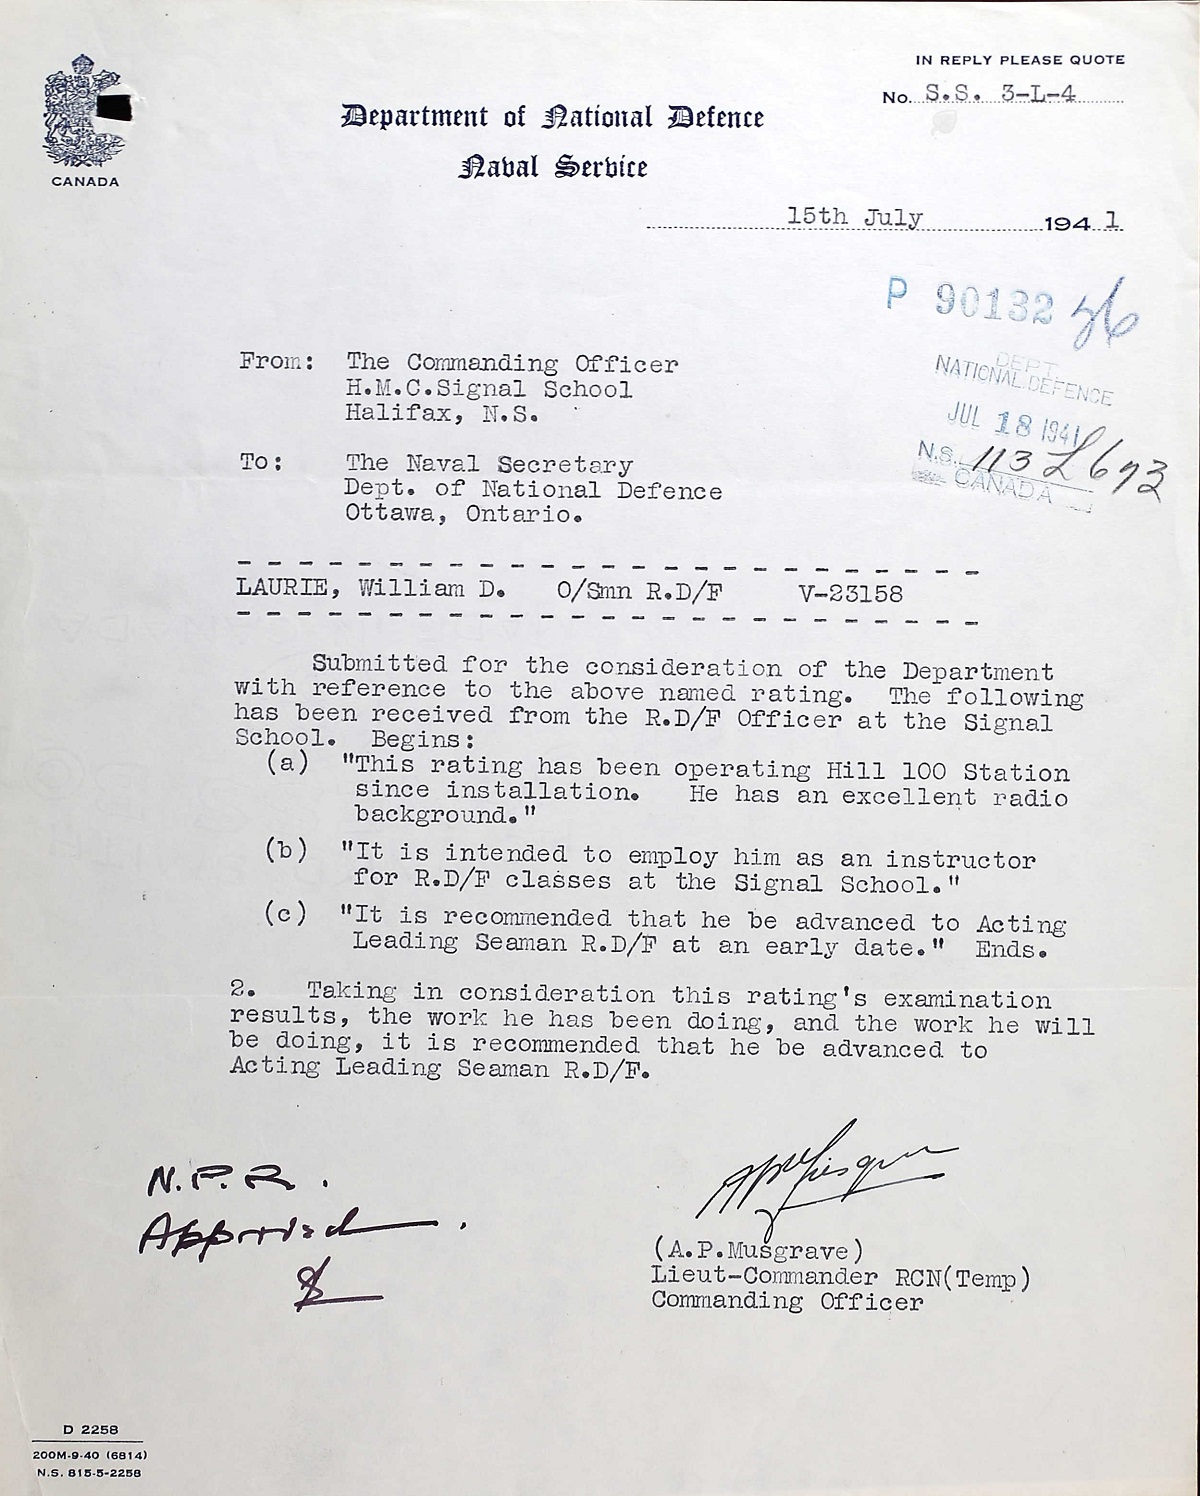 IN REPLY PLEASE QUOTE
No. S.S. 3-L-4
CANADA
Department of National Defence
Naval Service
15th July 1941
P 90132
DEPT.
NATIONAL DEFENCE
JUL 18 1941
N.S. 113 L 693
CANADA
From: The Commanding Officer
H.M.C.Signal School
Halifax, N.S.
To: The Naval Secretary
Dept. of National Defence
Ottawa, Ontario.
LAURIE, William D. O/Smn R.D/F V-23158
Submitted for the consideration of the Department
with reference to the above named rating. The following
has been received from the R.D/F Officer at the Signal
School. Begins:
(a) "This rating has been operating Hill 100 Station
since installation. He has an excellent radio
background."
(b) "It is intended to employ him as an instructor
for R.D/F classes at the Signal School."
(c) "It is recommended that he be advanced to Acting
Leading Seaman R.D/F at an early date." Ends.
2. Taking in consideration this rating's examination
results, the work he has been doing, and the work he will
be doing, it is recommended that he be advanced to
Acting Leading Seaman R.D/F.
N.P.R.
Approved.
(A.P.Musgrave)
Lieut-Commander RCN(Temp)
Commanding Officer
D 2258
200M-9-40 (6814)
N.S. 815-5-2258